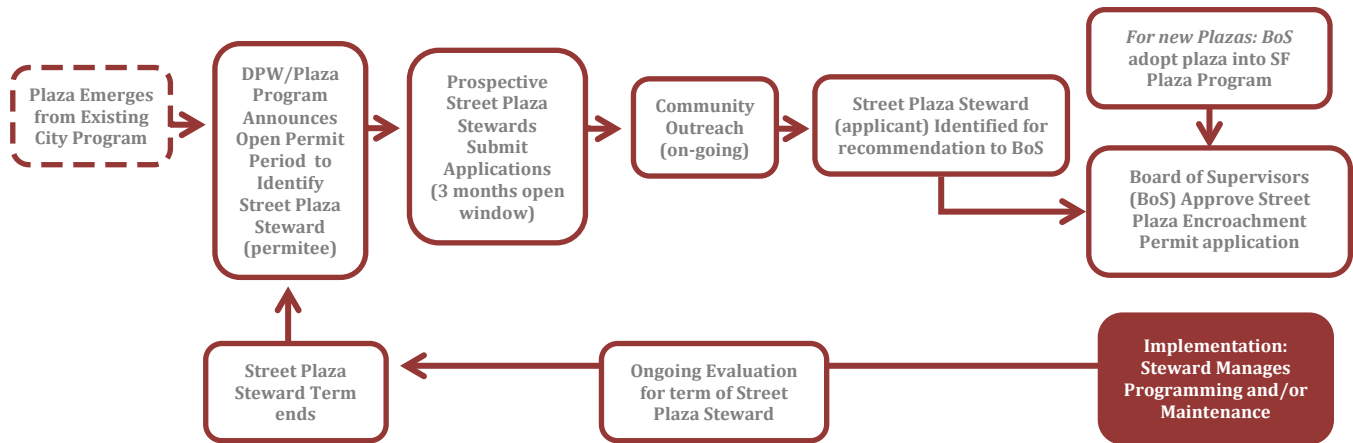 Plaza Emerges
from Existing
City Program
DPW/Plaza
Program
Announces
Open Permit
Period to
Identify
Street Plaza
Steward
(permitee)
Prospective
Street Plaza
Stewards
Submit
Applications
(3 months open
window)
Community
Outreach
(on-going)
Street Plaza Steward
(applicant) Identified for
recommendation to BoS
For new Plazas: BoS
adopt plaza into SF
Plaza Program
Board of Supervisors
(BoS) Approve Street
Plaza Encroachment
Permit application
Implementation:
Steward Manages
Programming and/or
Maintenance
Ongoing Evaluation
for term of Street
Plaza Steward
Street Plaza
Steward Term
ends